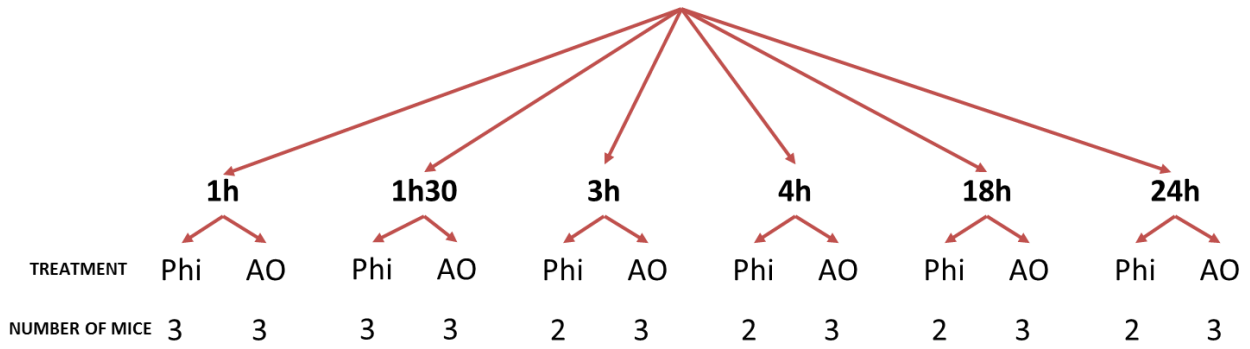 1h 1h30 3h 4h 18h 24h
TREATMENT Phi AO Phi AO Phi AO Phi AO Phi AO Phi AO
NUMBER OF MICE 3 3 3 3 2 3 2 3 2 3 2 3